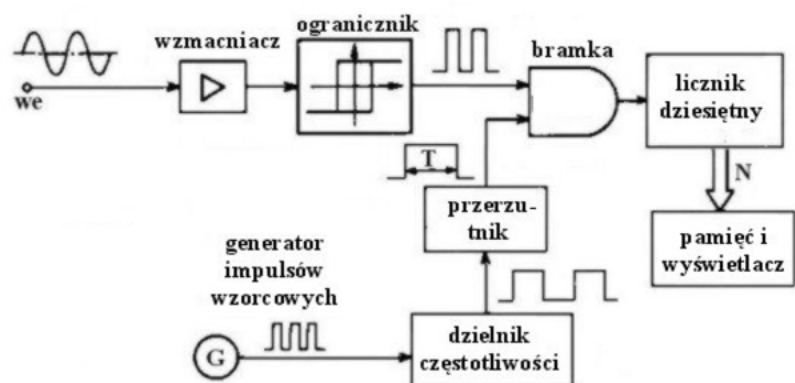 ogranicznik
wzmacniacz
bramka
we
licznik
dziesiętny
T
N
przerzu-
tnik
pamięć i
wyświetlacz
generator
impulsów
wzorcowych
G
dzielnik
częstotliwości